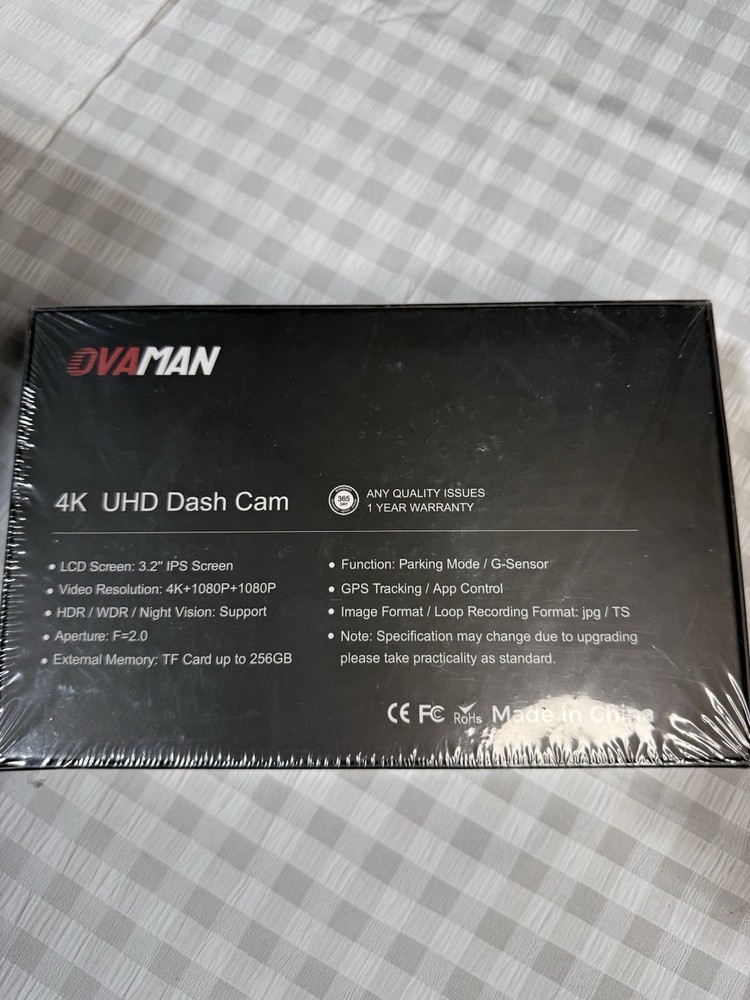 OVAMAN
4K UHD Dash Cam
365
DAY
ANY QUALITY ISSUES
1 YEAR WARRANTY
• LCD Screen: 3.2" IPS Screen
• Video Resolution: 4K+1080P+1080P
• HDR / WDR / Night Vision: Support
• Aperture: F=2.0
• External Memory: TF Card up to 256GB
• Function: Parking Mode / G-Sensor
• GPS Tracking / App Control
• Image Format / Loop Recording Format: jpg / TS
• Note: Specification may change due to upgrading
please take practicality as standard.
CE FC RoHS Made in China